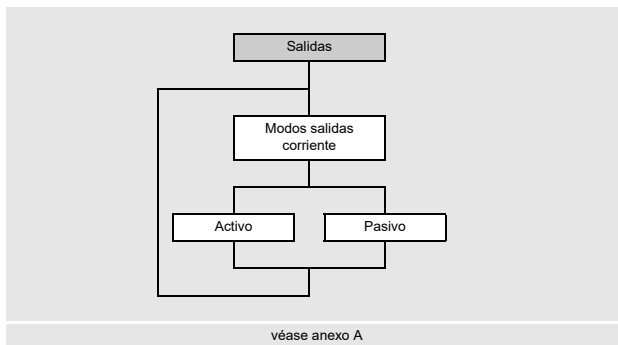 Salidas
Modos salidas
corriente
Activo
Pasivo
véase anexo A